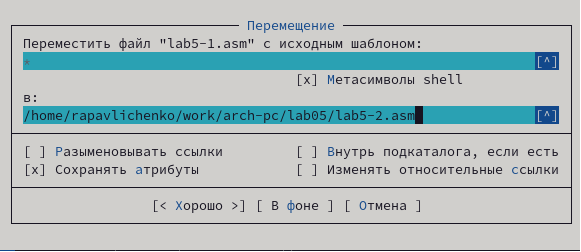 Перемещение
Переместить файл "lab5-1.asm" с исходным шаблоном:
* [^]
[x] Метасимволы shell
в:
/home/rapavlichenko/work/arch-pc/lab05/lab5-2.asm [^]
[ ] Разыменовывать ссылки [ ] Внутрь подкаталога, если есть
[x] Сохранять атрибуты [ ] Изменять относительные ссылки
[< Хорошо >] [ В фоне ] [ Отмена ]